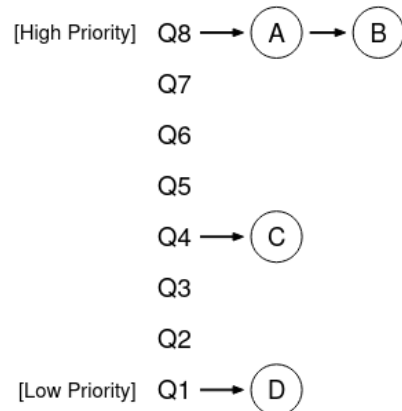 [High Priority] Q8 A B
Q7
Q6
Q5
Q4 C
Q3
Q2
[Low Priority] Q1 D